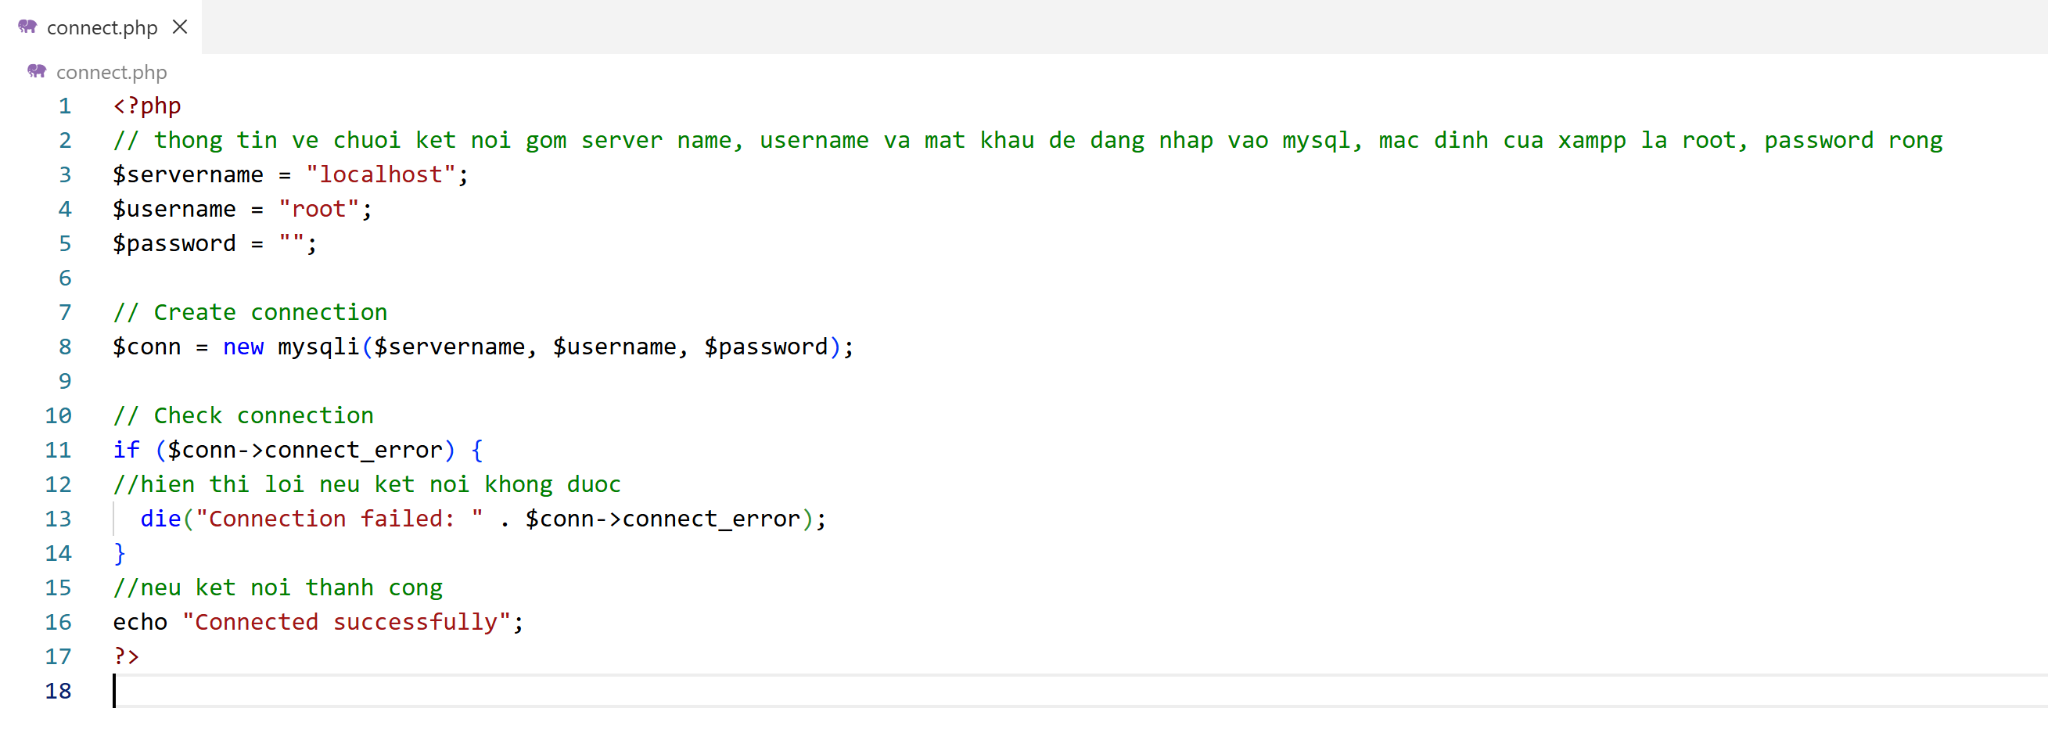 connect.php
connect.php
1 <?php
2 // thong tin ve chuoi ket noi gom server name, username va mat khau de dang nhap vao mysql, mac dinh cua xampp la root, password rong
3 $servername = "localhost";
4 $username = "root";
5 $password = "";
6
7 // Create connection
8 $conn = new mysqli($servername, $username, $password);
9
10 // Check connection
11 if ($conn->connect_error) {
12 //hien thi loi neu ket noi khong duoc
13   die("Connection failed: " . $conn->connect_error);
14 }
15 //neu ket noi thanh cong
16 echo "Connected successfully";
17 ?>
18